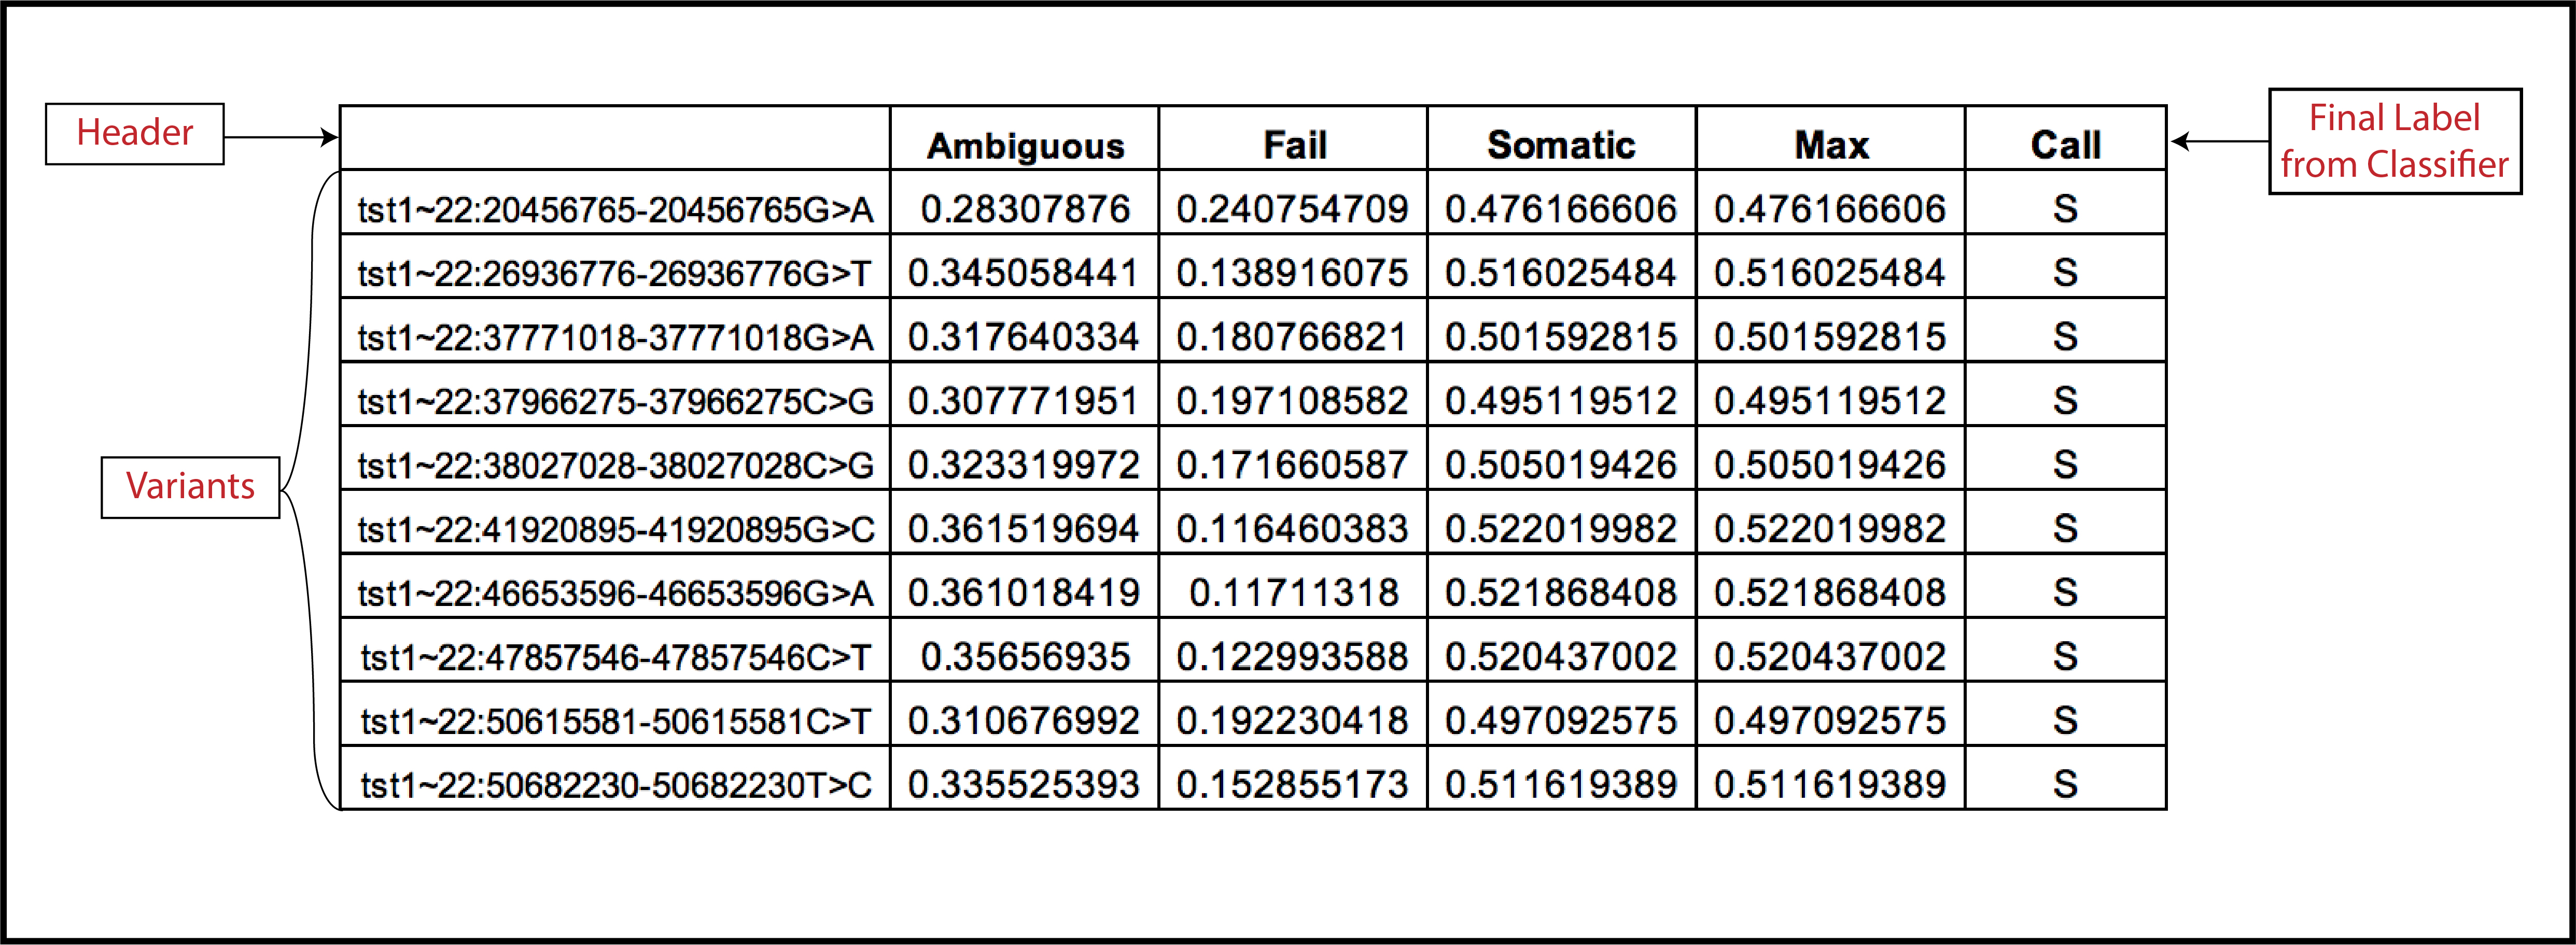 Header
Ambiguous Fail Somatic Max Call
Final Label
from Classifier
Variants
tst1~22:20456765-20456765G>A 0.28307876 0.240754709 0.476166606 0.476166606 S
tst1~22:26936776-26936776G>T 0.345058441 0.138916075 0.516025484 0.516025484 S
tst1~22:37771018-37771018G>A 0.317640334 0.180766821 0.501592815 0.501592815 S
tst1~22:37966275-37966275C>G 0.307771951 0.197108582 0.495119512 0.495119512 S
tst1~22:38027028-38027028C>G 0.323319972 0.171660587 0.505019426 0.505019426 S
tst1~22:41920895-41920895G>C 0.361519694 0.116460383 0.522019982 0.522019982 S
tst1~22:46653596-46653596G>A 0.361018419 0.11711318 0.521868408 0.521868408 S
tst1~22:47857546-47857546C>T 0.35656935 0.122993588 0.520437002 0.520437002 S
tst1~22:50615581-50615581C>T 0.310676992 0.192230418 0.497092575 0.497092575 S
tst1~22:50682230-50682230T>C 0.335525393 0.152855173 0.511619389 0.511619389 S